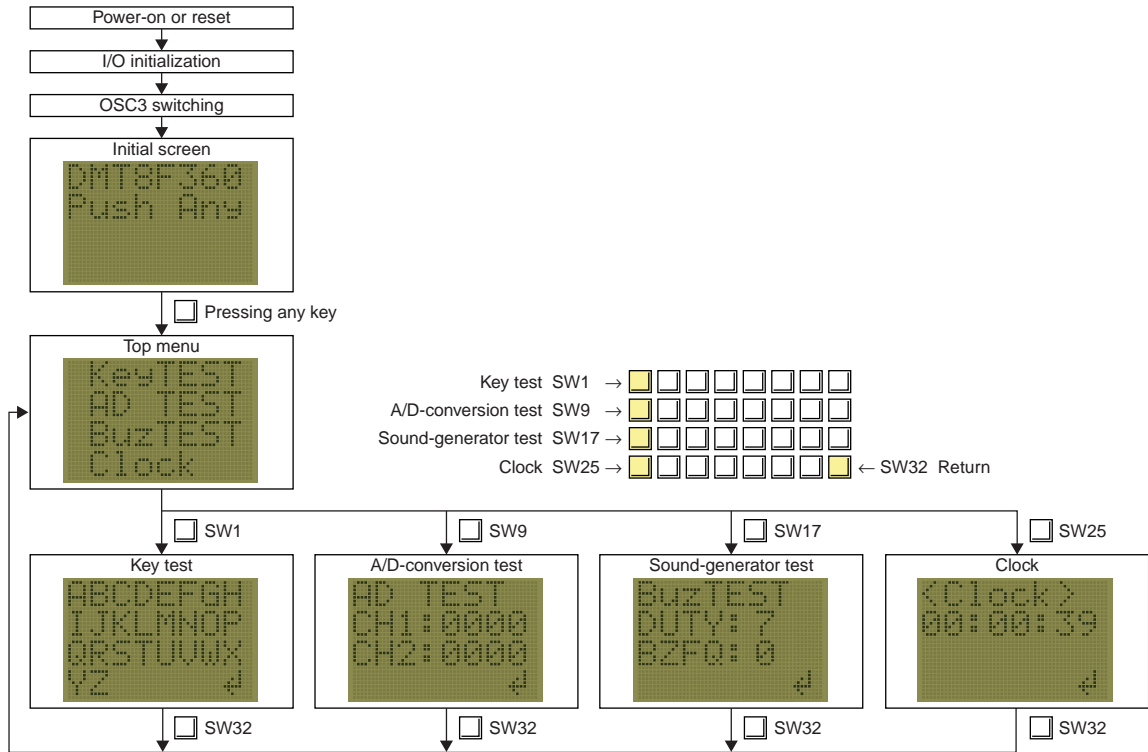 Power-on or reset
I/O initialization
OSC3 switching
Initial screen
DMT8F360
Push Any
Pressing any key
Top menu
KeyTEST
AD TEST
BuzTEST
Clock
Key test SW1 →
A/D-conversion test SW9 →
Sound-generator test SW17 →
Clock SW25 →
← SW32 Return
SW1
SW9
SW17
SW25
Key test
ABCDEFGH
IJKLMNOP
QRSTUVWX
YZ ↲
A/D-conversion test
AD TEST
CH1:0000
CH2:0000
↲
Sound-generator test
BuzTEST
DUTY: 7
BZFQ: 0
↲
Clock
<Clock>
00:00:39
↲
SW32
SW32
SW32
SW32